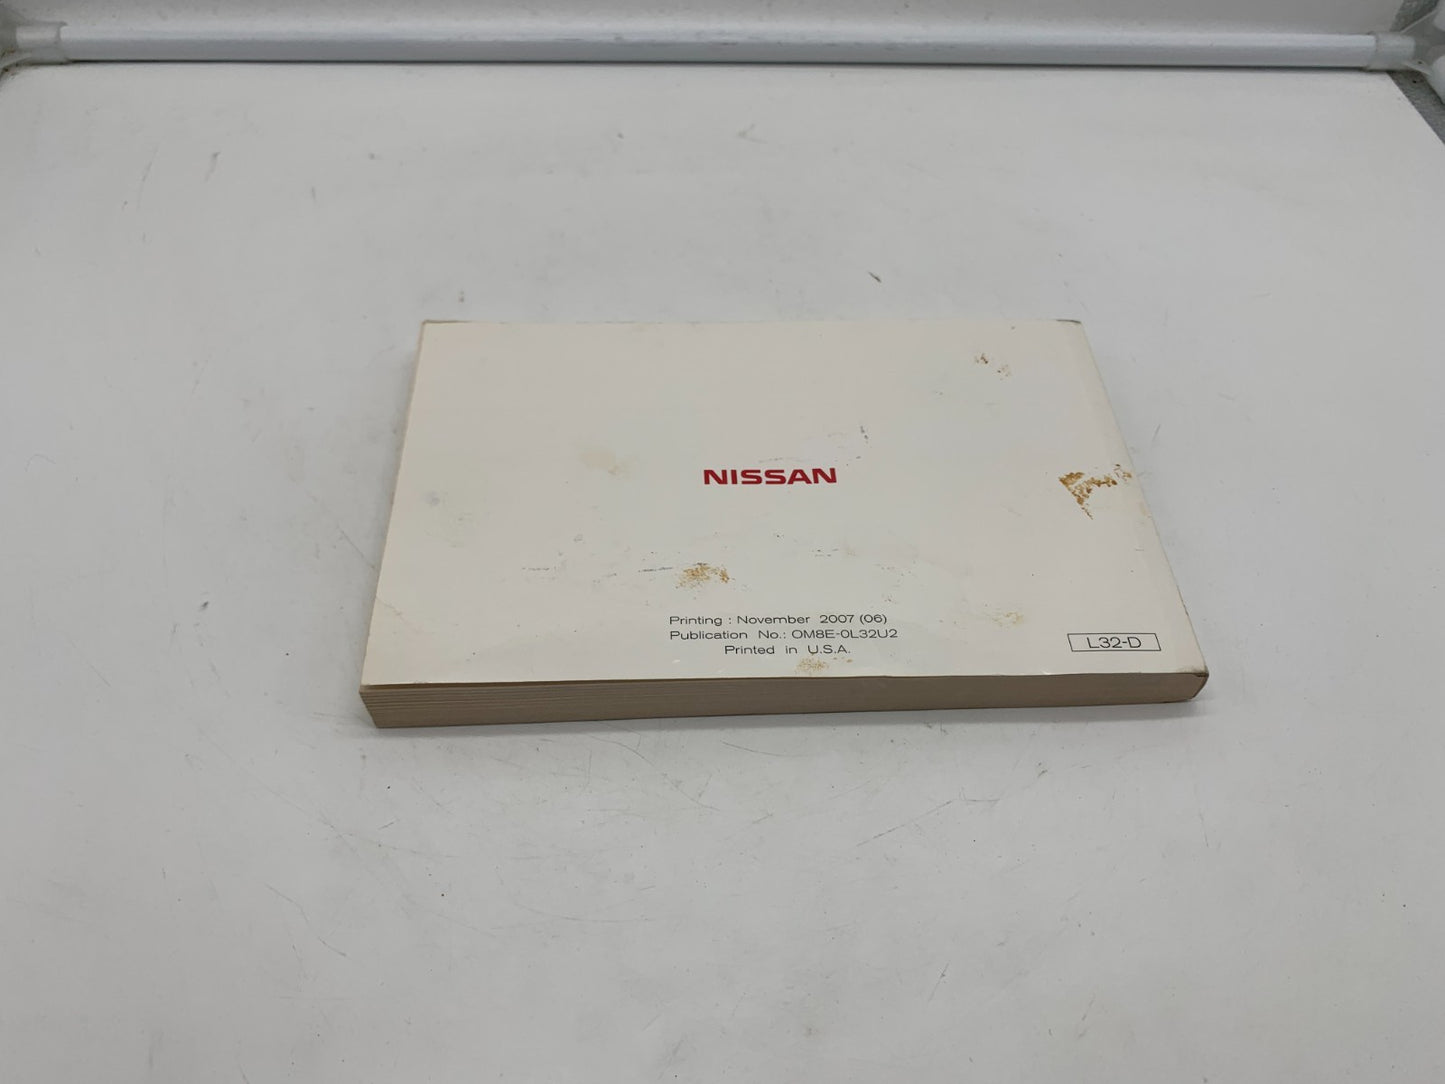 NISSAN
Printing : November 2007 (06)
Publication No.: OM8E-0L32U2
Printed in U.S.A.
L32-D